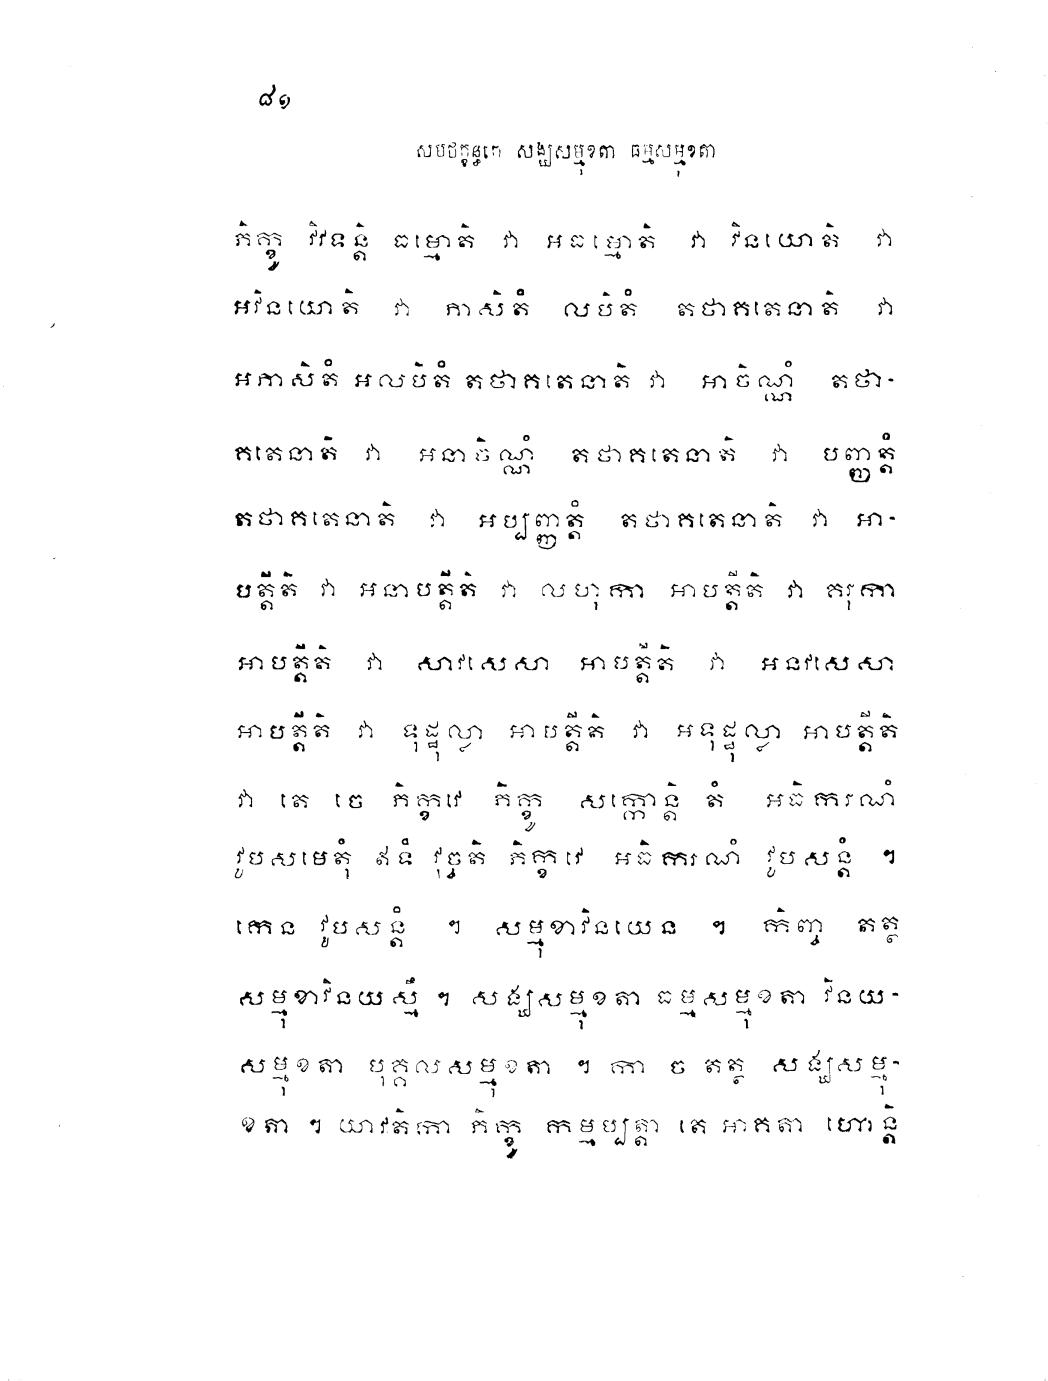 ៨១
សបថក្ខន្ធកេ សង្ឃសម្មុខតា ធម្មសម្មុខតា
ភិក្ខូ វិវទន្តិ ធម្មោតិ វា អធម្មោតិ វា វិនយោតិ វា
អវិនយោតិ វា ភាសិតំ លបិតំ តថាគតេនាតិ វា
អភាសិតំ អលបិតំ តថាគតេនាតិ វា អាចិណ្ណំ តថា-
គតេនាតិ វា អនាចិណ្ណំ តថាគតេនាតិ វា បញ្ញត្តំ
តថាគតេនាតិ វា អប្បញ្ញត្តំ តថាគតេនាតិ វា អា-
បត្តីតិ វា អនាបត្តីតិ វា លហុកា អាបត្តីតិ វា គរុកា
អាបត្តីតិ វា សាវសេសា អាបត្តីតិ វា អនវសេសា
អាបត្តីតិ វា ទុដ្ឋុល្លា អាបត្តីតិ វា អទុដ្ឋុល្លា អាបត្តីតិ
វា តេ ចេ ភិក្ខវេ ភិក្ខូ សក្កោន្តិ តំ អធិករណំ
វូបសមេតុំ ឥទំ វុច្ចតិ ភិក្ខវេ អធិករណំ វូបសន្តំ ។
កេន វូបសន្តំ ។ សម្មុខាវិនយេន ។ កិញ្ច តត្ថ
សម្មុខាវិនយស្មឹ ។ សង្ឃសម្មុខតា ធម្មសម្មុខតា វិនយ-
សម្មុខតា បុគ្គលសម្មុខតា ។ កា ច តត្ថ សង្ឃសម្មុ-
ខតា ។ យាវតិកា ភិក្ខូ កម្មប្បត្តា តេ អាគតា ហោន្តិ